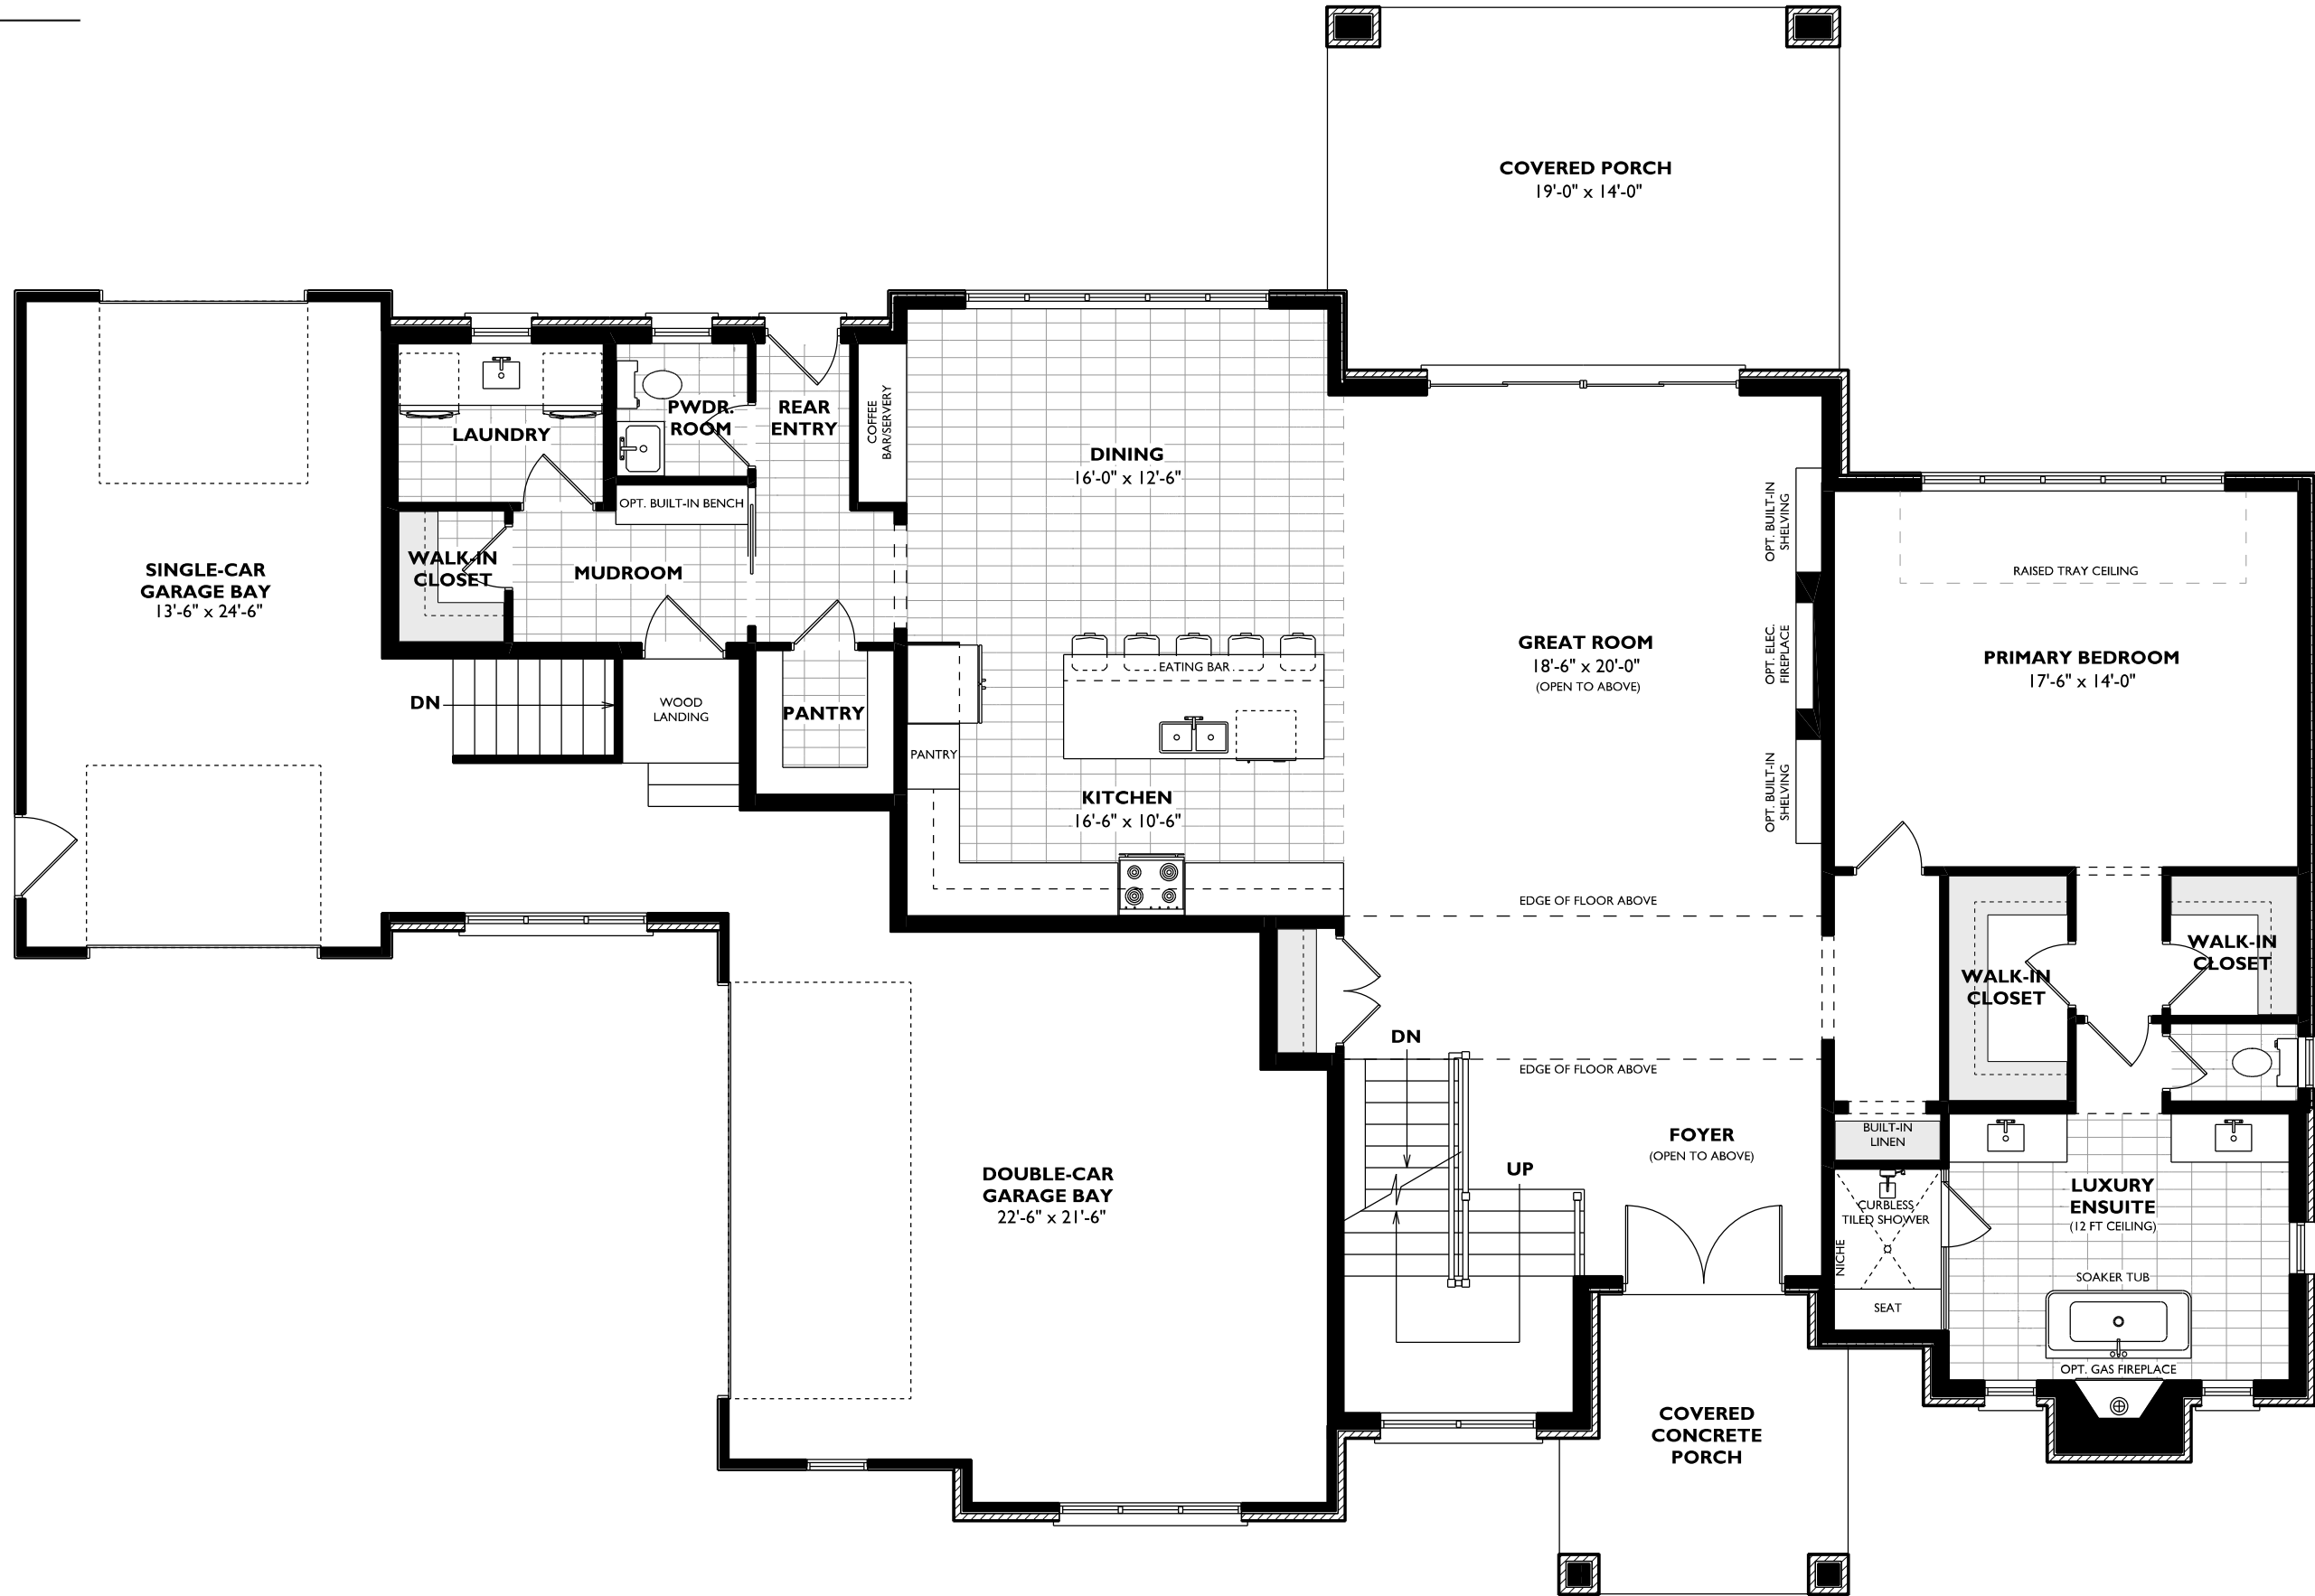 COVERED PORCH
19'-0" x 14'-0"
SINGLE-CAR
GARAGE BAY
13'-6" x 24'-6"
LAUNDRY
PWDR.
ROOM
REAR
ENTRY
COFFEE
BAR/SERVERY
OPT. BUILT-IN BENCH
WALK-IN
CLOSET
MUDROOM
DN
WOOD
LANDING
PANTRY
DINING
16'-0" x 12'-6"
EATING BAR
PANTRY
KITCHEN
16'-6" x 10'-6"
GREAT ROOM
18'-6" x 20'-0"
(OPEN TO ABOVE)
OPT. BUILT-IN
SHELVING
OPT. ELEC.
FIREPLACE
OPT. BUILT-IN
SHELVING
RAISED TRAY CEILING
PRIMARY BEDROOM
17'-6" x 14'-0"
EDGE OF FLOOR ABOVE
WALK-IN
CLOSET
WALK-IN
CLOSET
DN
EDGE OF FLOOR ABOVE
UP
FOYER
(OPEN TO ABOVE)
DOUBLE-CAR
GARAGE BAY
22'-6" x 21'-6"
BUILT-IN
LINEN
CURBLESS
TILED SHOWER
NICHE
SEAT
LUXURY
ENSUITE
(12 FT CEILING)
SOAKER TUB
OPT. GAS FIREPLACE
COVERED
CONCRETE
PORCH